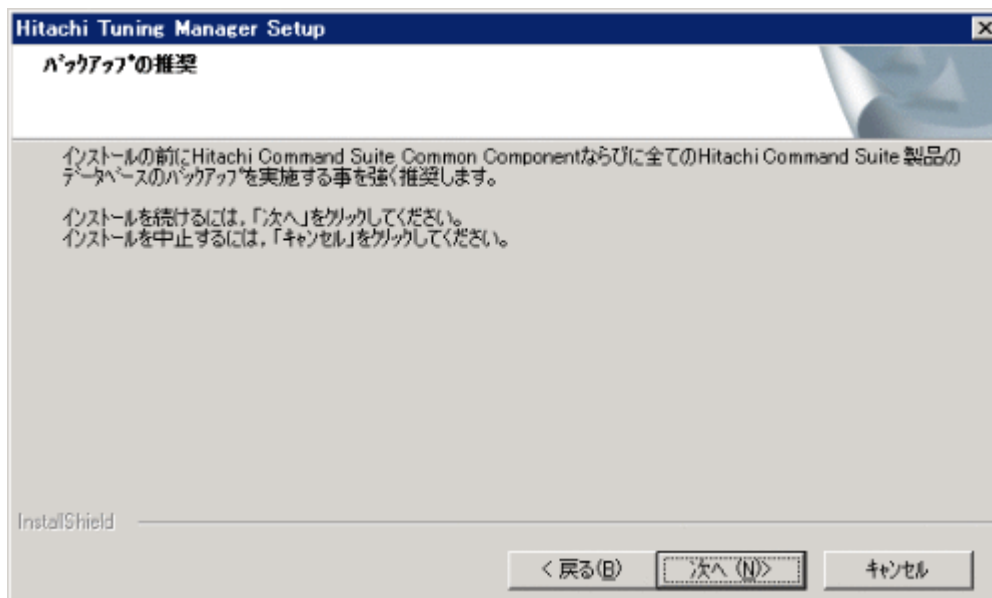 Hitachi Tuning Manager Setup
バックアップの推奨
インストールの前にHitachi Command Suite Common Componentならびに全てのHitachi Command Suite 製品の
データベースのバックアップを実施する事を強く推奨します。
インストールを続けるには，「次へ」をクリックしてください。
インストールを中止するには，「キャンセル」をクリックしてください。
InstallShield
< 戻る(B)
次へ (N)>
キャンセル